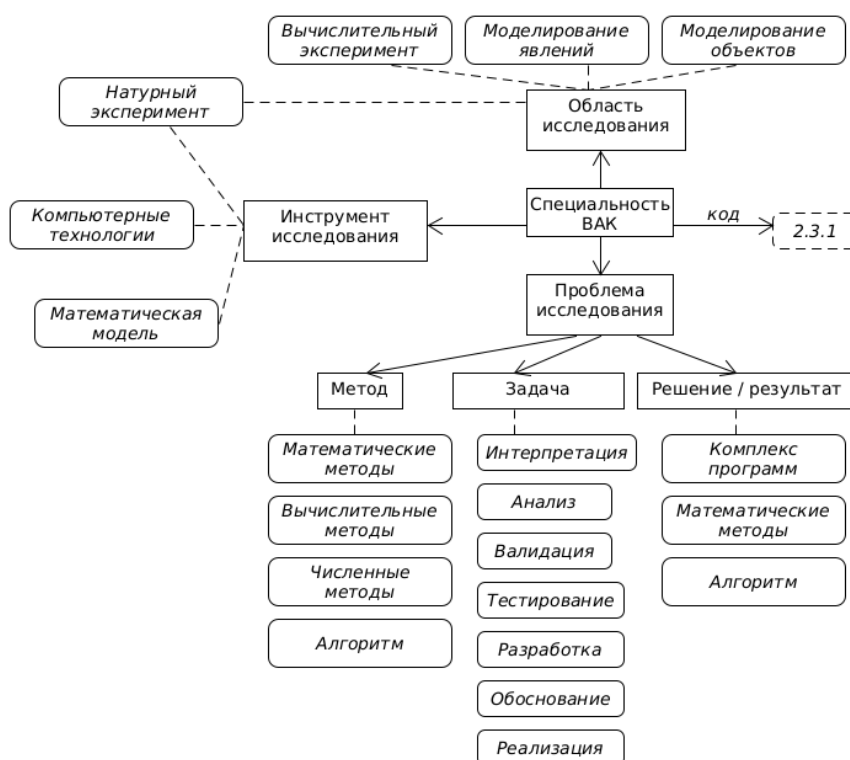 Вычислительный
эксперимент
Моделирование
явлений
Моделирование
объектов
Натурный
эксперимент
Область
исследования
Компьютерные
технологии
Инструмент
исследования
Специальность
ВАК
код
2.3.1
Математическая
модель
Проблема
исследования
Метод
Задача
Решение / результат
Математические
методы
Вычислительные
методы
Численные
методы
Алгоритм
Интерпретация
Анализ
Валидация
Тестирование
Разработка
Обоснование
Реализация
Комплекс
программ
Математические
методы
Алгоритм